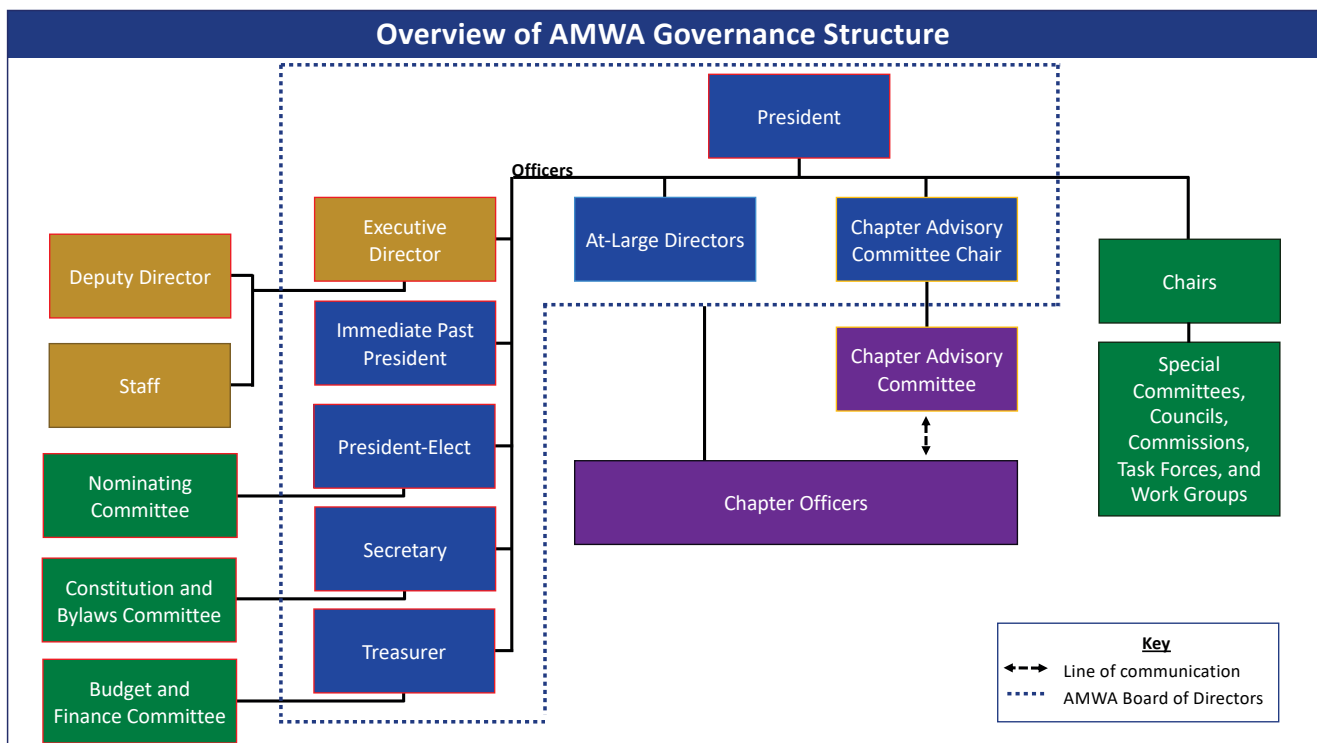 Overview of AMWA Governance Structure
President
Officers
Executive
Director
At-Large Directors
Chapter Advisory
Committee Chair
Deputy Director
Chairs
Immediate Past
President
Chapter Advisory
Committee
Staff
Special
Committees,
Councils,
Commissions,
Task Forces, and
Work Groups
President-Elect
Nominating
Committee
Chapter Officers
Secretary
Constitution and
Bylaws Committee
Treasurer
Budget and
Finance Committee
Key
Line of communication
AMWA Board of Directors